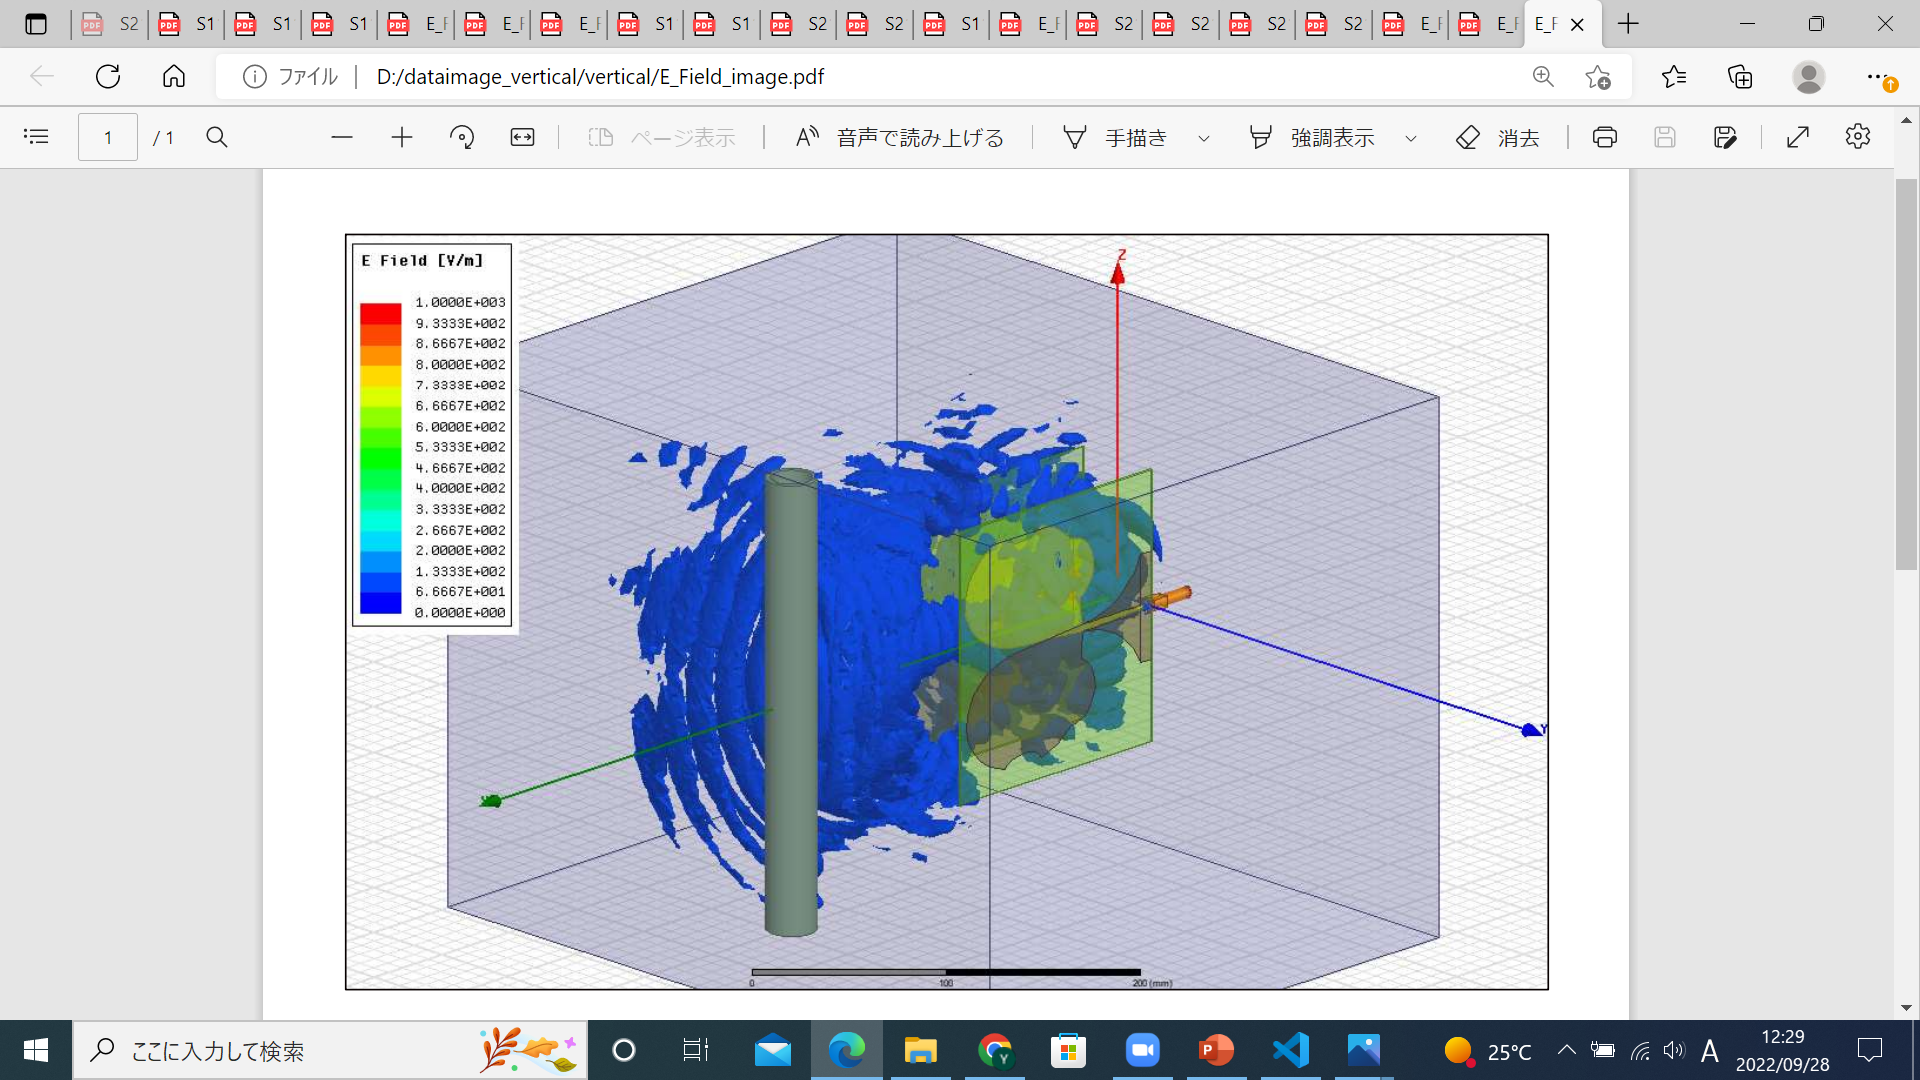 S2
S1
S1
S1
E_F
E_F
E_F
S1
S1
S2
S2
S1
E_F
S2
S2
S2
S2
E_F
E_F
E_F
ファイル
D:/dataimage_vertical/vertical/E_Field_image.pdf
1
/ 1
ページ表示
音声で読み上げる
手描き
強調表示
消去
E Field [V/m]
1.0000E+003
9.3333E+002
8.6667E+002
8.0000E+002
7.3333E+002
6.6667E+002
6.0000E+002
5.3333E+002
4.6667E+002
4.0000E+002
3.3333E+002
2.6667E+002
2.0000E+002
1.3333E+002
6.6667E+001
0.0000E+000
Z
Y
0
100
200 (mm)
ここに入力して検索
25°C
A
12:29
2022/09/28